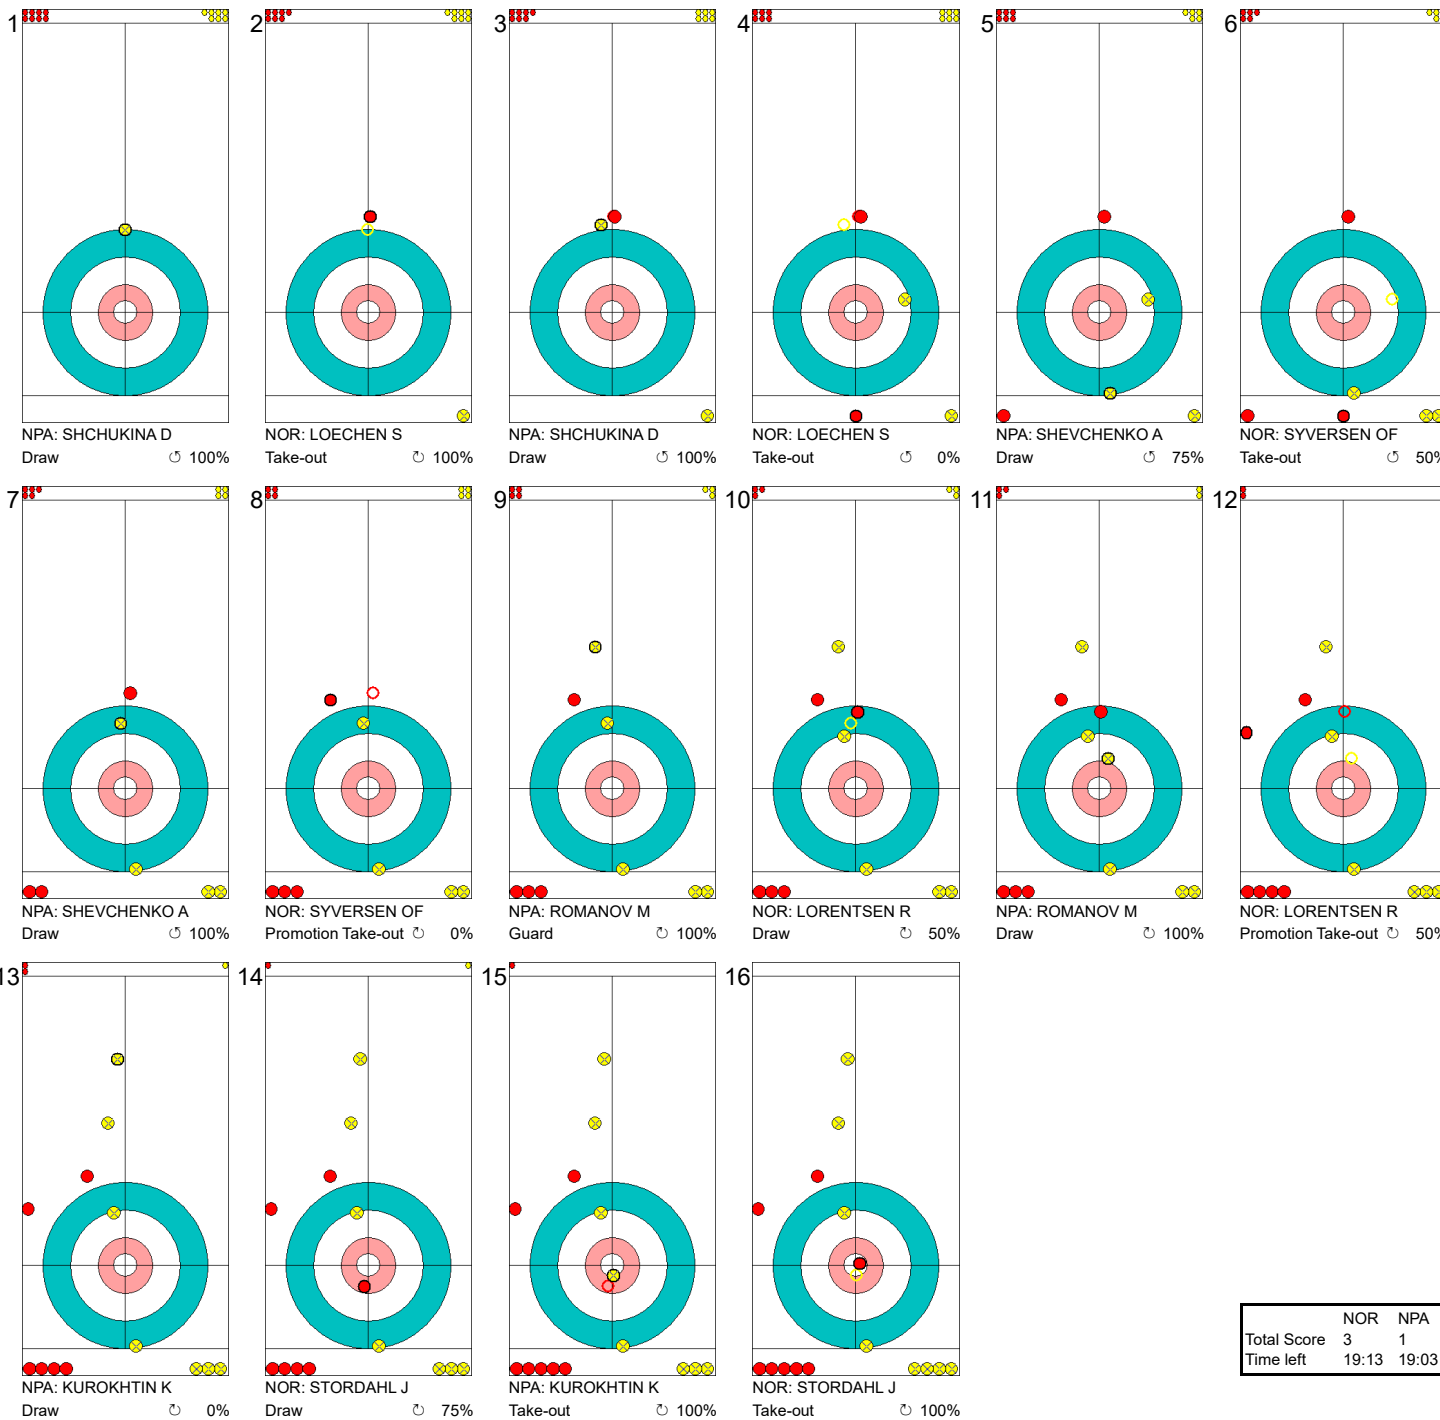 1
2
3
4
5
6
NPA: SHCHUKINA D
Draw 100%
NOR: LOECHEN S
Take-out 100%
NPA: SHCHUKINA D
Draw 100%
NOR: LOECHEN S
Take-out 0%
NPA: SHEVCHENKO A
Draw 75%
NOR: SYVERSEN OF
Take-out 50%
7
8
9
10
11
12
NPA: SHEVCHENKO A
Draw 100%
NOR: SYVERSEN OF
Promotion Take-out 0%
NPA: ROMANOV M
Guard 100%
NOR: LORENTSEN R
Draw 50%
NPA: ROMANOV M
Draw 100%
NOR: LORENTSEN R
Promotion Take-out 50%
13
14
15
16
NPA: KUROKHTIN K
Draw 0%
NOR: STORDAHL J
Draw 75%
NPA: KUROKHTIN K
Take-out 100%
NOR: STORDAHL J
Take-out 100%
NOR NPA
Total Score 3 1
Time left 19:13 19:03